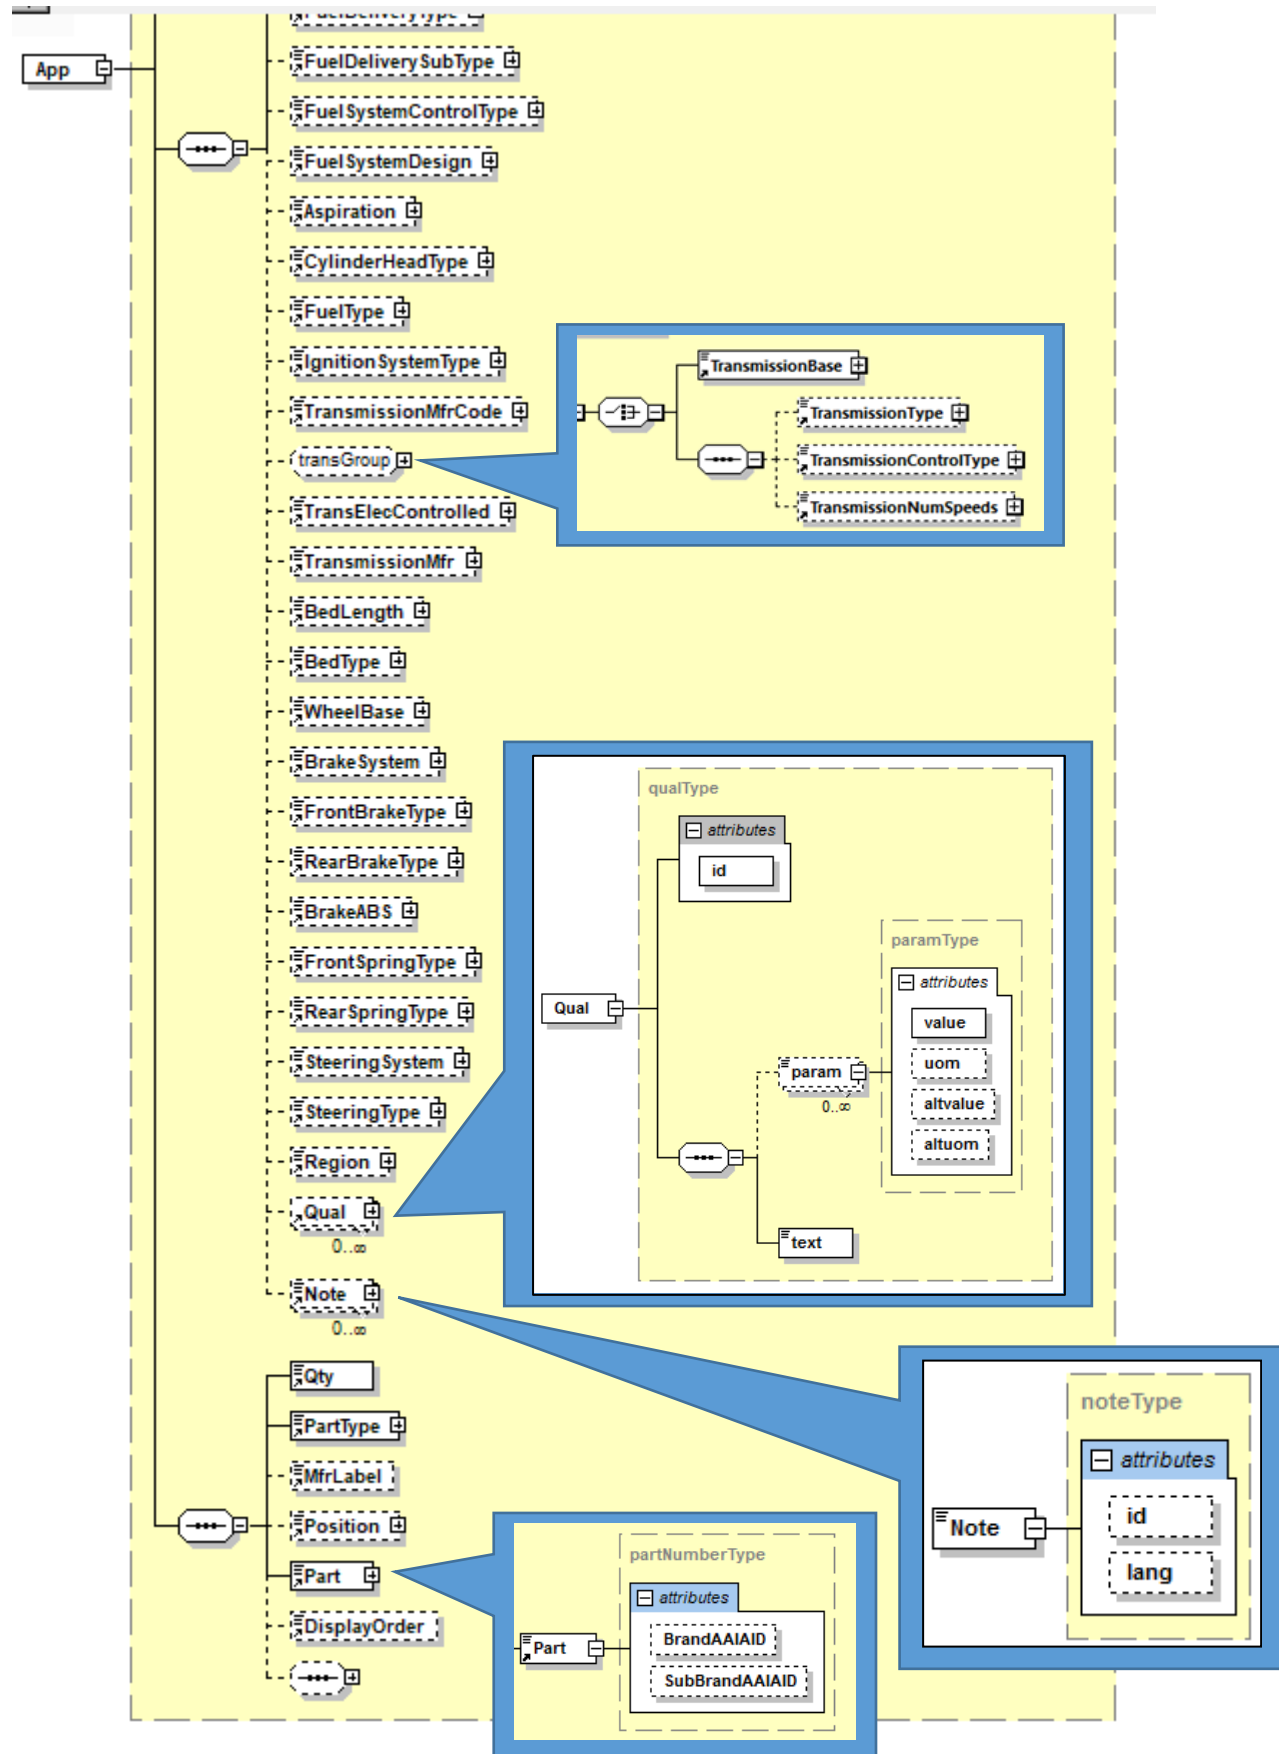 FuelDeliveryType
App
FuelDeliverySubType
FuelSystemControlType
FuelSystemDesign
Aspiration
CylinderHeadType
FuelType
IgnitionSystemType
TransmissionMfrCode
transGroup
TransElecControlled
TransmissionMfr
BedLength
BedType
WheelBase
BrakeSystem
FrontBrakeType
RearBrakeType
BrakeABS
FrontSpringType
RearSpringType
SteeringSystem
SteeringType
Region
Qual
0..∞
Note
0..∞
Qty
PartType
MfrLabel
Position
Part
DisplayOrder
TransmissionBase
TransmissionType
TransmissionControlType
TransmissionNumSpeeds
qualType
attributes
id
Qual
paramType
attributes
value
uom
altvalue
altuom
param
0..∞
text
noteType
attributes
id
lang
Note
partNumberType
attributes
BrandAAIAID
SubBrandAAIAID
Part